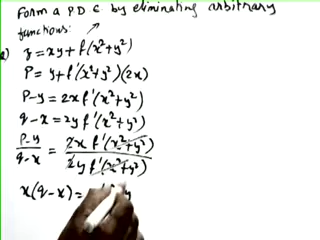 Form a PDE by eliminating arbitrary
functions:
a) z = xy + f(x²+y²)
P = y + f'(x²+y²)(2x)
P-y = 2x f'(x²+y²)
q-x = 2y f'(x²+y²)
P-y / q-x = 2x f'(x²+y²) / 2y f'(x²+y²)
x(q-x) =